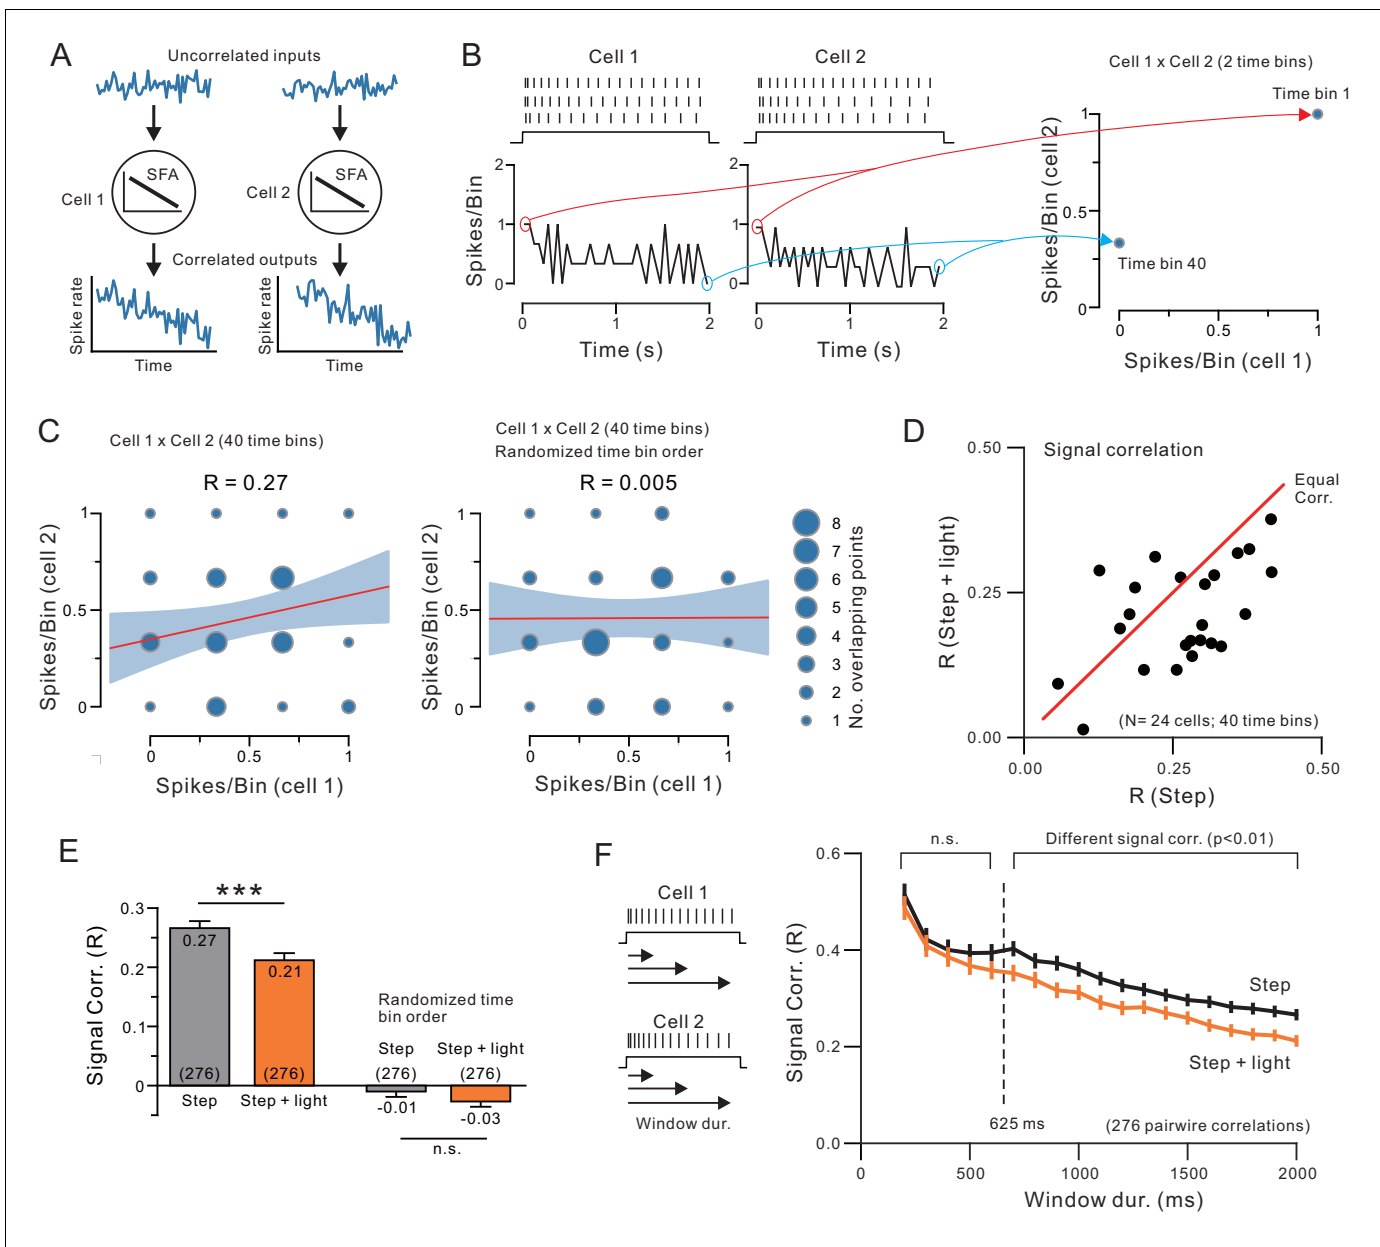 A
Uncorrelated inputs
SFA
SFA
Cell 1
Cell 2
Correlated outputs
Spike rate
Spike rate
Time
Time
B
Cell 1
Cell 2
Cell 1 x Cell 2 (2 time bins)
Time bin 1
Time bin 40
Spikes/Bin
2
1
0
2
1
0
0
1
2
0
1
2
Time (s)
Time (s)
Spikes/Bin (cell 2)
1
0.5
0
0
0.5
1
Spikes/Bin (cell 1)
C
Cell 1 x Cell 2 (40 time bins)
R = 0.27
Spikes/Bin (cell 2)
1
0.5
0
0
0.5
1
Spikes/Bin (cell 1)
Cell 1 x Cell 2 (40 time bins)
Randomized time bin order
R = 0.005
Spikes/Bin (cell 2)
1
0.5
0
0
0.5
1
Spikes/Bin (cell 1)
8
7
6
5
4
3
2
1
No. overlapping points
D
Signal correlation
Equal
Corr.
R (Step + light)
0.50
0.25
0.00
(N= 24 cells; 40 time bins)
0.00
0.25
0.50
R (Step)
E
Signal Corr. (R)
0.3
0.2
0.1
0
***
0.27
0.21
(276)
(276)
Step
Step + light
Randomized time
bin order
Step
Step + light
(276)
(276)
-0.01
-0.03
n.s.
F
Cell 1
Cell 2
Window dur.
n.s.
Different signal corr. (p<0.01)
Signal Corr. (R)
0.6
0.4
0.2
0.0
Step
Step + light
625 ms
(276 pairwire correlations)
0
500
1000
1500
2000
Window dur. (ms)